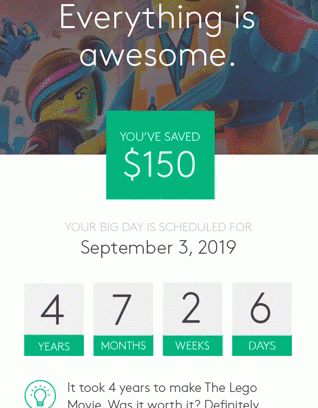 Everything is
awesome.
YOU'VE SAVED
$150
YOUR BIG DAY IS SCHEDULED FOR
September 3, 2019
4 7 2 6
YEARS MONTHS WEEKS DAYS
It took 4 years to make The Lego
Movie. Was it worth it? Definitely